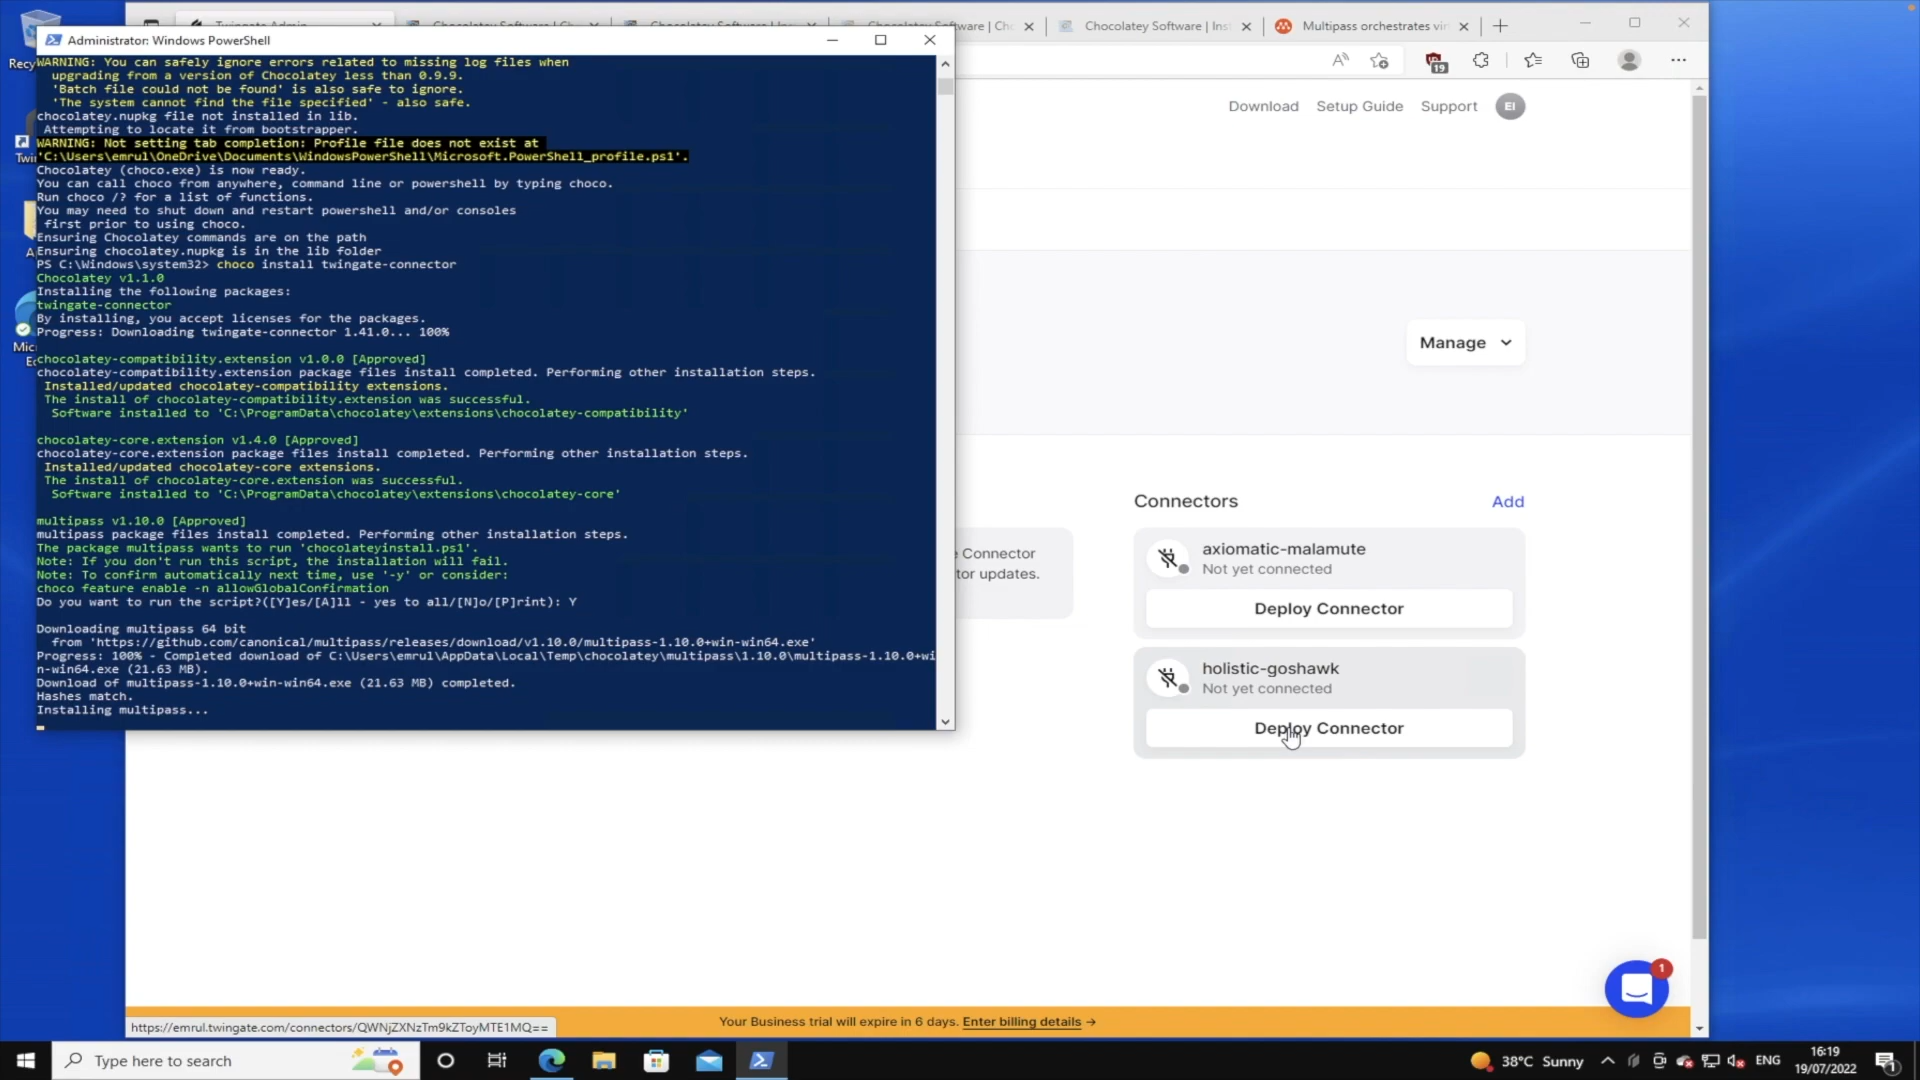 Administrator: Windows PowerShell
WARNING: You can safely ignore errors related to missing log files when
upgrading from a version of Chocolatey less than 0.9.9.
'Batch file could not be found' is also safe to ignore.
'The system cannot find the file specified' - also safe.
chocolatey.nupkg file not installed in lib.
Attempting to locate it from bootstrapper.
WARNING: Not setting tab completion: Profile file does not exist at
'C:\Users\emrul\OneDrive\Documents\WindowsPowerShell\Microsoft.PowerShell_profile.ps1'.
Chocolatey (choco.exe) is now ready.
You can call choco from anywhere, command line or powershell by typing choco.
Run choco /? for a list of functions.
You may need to shut down and restart powershell and/or consoles
first prior to using choco.
Ensuring Chocolatey commands are on the path
Ensuring chocolatey.nupkg is in the lib folder
PS C:\Windows\system32> choco install twingate-connector
Chocolatey v1.1.0
Installing the following packages:
twingate-connector
By installing, you accept licenses for the packages.
Progress: Downloading twingate-connector 1.41.0... 100%
chocolatey-compatibility.extension v1.0.0 [Approved]
chocolatey-compatibility.extension package files install completed. Performing other installation steps.
Installed/updated chocolatey-compatibility extensions.
The install of chocolatey-compatibility.extension was successful.
Software installed to 'C:\ProgramData\chocolatey\extensions\chocolatey-compatibility'
chocolatey-core.extension v1.4.0 [Approved]
chocolatey-core.extension package files install completed. Performing other installation steps.
Installed/updated chocolatey-core extensions.
The install of chocolatey-core.extension was successful.
Software installed to 'C:\ProgramData\chocolatey\extensions\chocolatey-core'
multipass v1.10.0 [Approved]
multipass package files install completed. Performing other installation steps.
The package multipass wants to run 'chocolateyinstall.ps1'.
Note: If you don't run this script, the installation will fail.
Note: To confirm automatically next time, use '-y' or consider:
choco feature enable -n allowGlobalConfirmation
Do you want to run the script?([Y]es/[A]ll - yes to all/[N]o/[P]rint): Y
Downloading multipass 64 bit
from 'https://github.com/canonical/multipass/releases/download/v1.10.0/multipass-1.10.0+win-win64.exe'
Progress: 100% - Completed download of C:\Users\emrul\AppData\Local\Temp\chocolatey\multipass\1.10.0\multipass-1.10.0+wi
n-win64.exe (21.63 MB).
Download of multipass-1.10.0+win-win64.exe (21.63 MB) completed.
Hashes match.
Installing multipass...
Chocolatey Software | Ins
Multipass orchestrates vir
19
Download
Setup Guide
Support
EI
Manage
Connectors
Add
Connector
tor updates.
axiomatic-malamute
Not yet connected
Deploy Connector
holistic-goshawk
Not yet connected
Deploy Connector
1
Your Business trial will expire in 6 days. Enter billing details →
https://emrul.twingate.com/connectors/QWNjZXNzTm9kZToyMTE1MQ==
Type here to search
38°C Sunny
ENG
16:19
19/07/2022
1